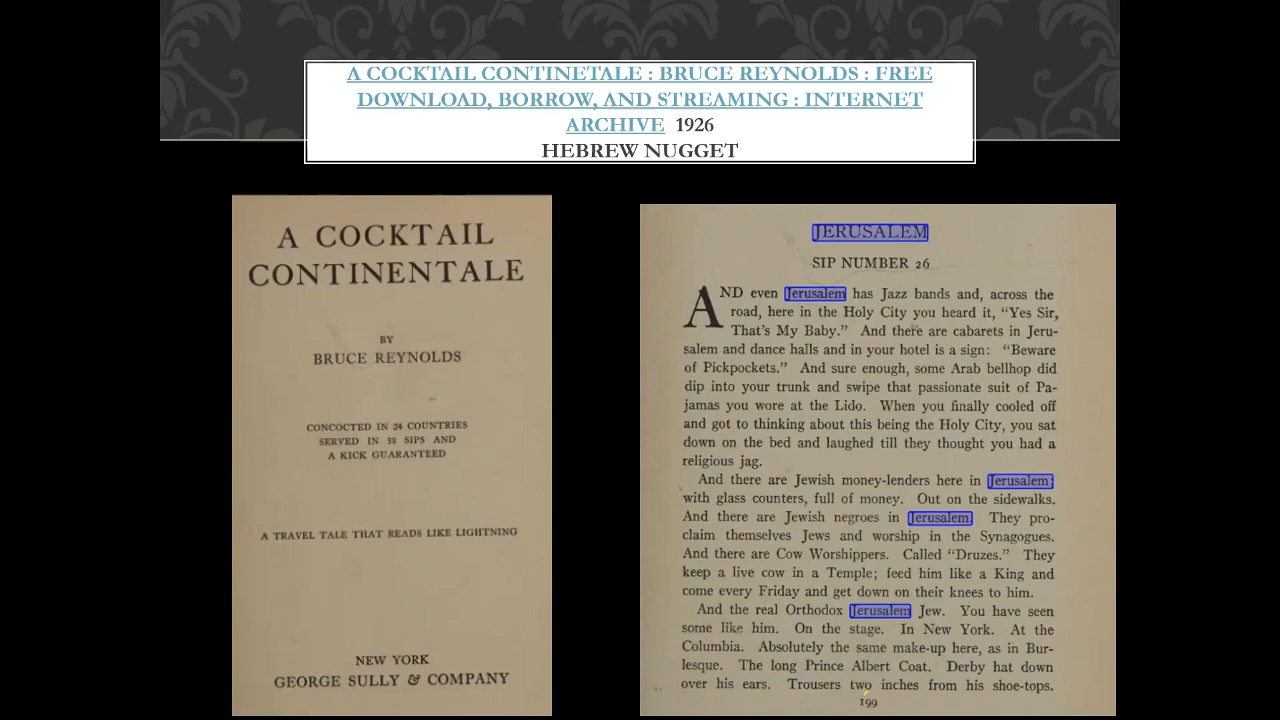 A COCKTAIL CONTINETALE : BRUCE REYNOLDS : FREE
DOWNLOAD, BORROW, AND STREAMING : INTERNET
ARCHIVE 1926
HEBREW NUGGET
A COCKTAIL
CONTINENTALE
BY
BRUCE REYNOLDS
CONCOCTED IN 24 COUNTRIES
SERVED IN 38 SIPS AND
A KICK GUARANTEED
A TRAVEL TALE THAT READS LIKE LIGHTNING
NEW YORK
GEORGE SULLY & COMPANY
JERUSALEM
SIP NUMBER 26
AND even Jerusalem has Jazz bands and, across the
road, here in the Holy City you heard it, "Yes Sir,
That's My Baby." And there are cabarets in Jeru-
salem and dance halls and in your hotel is a sign: "Beware
of Pickpockets." And sure enough, some Arab bellhop did
dip into your trunk and swipe that passionate suit of Pa-
jamas you wore at the Lido. When you finally cooled off
and got to thinking about this being the Holy City, you sat
down on the bed and laughed till they thought you had a
religious jag.
And there are Jewish money-lenders here in Jerusalem;
with glass counters, full of money. Out on the sidewalks.
And there are Jewish negroes in Jerusalem. They pro-
claim themselves Jews and worship in the Synagogues.
And there are Cow Worshippers. Called "Druzes." They
keep a live cow in a Temple; feed him like a King and
come every Friday and get down on their knees to him.
And the real Orthodox Jerusalem Jew. You have seen
some like him. On the stage. In New York. At the
Columbia. Absolutely the same make-up here, as in Bur-
lesque. The long Prince Albert Coat. Derby hat down
over his ears. Trousers two inches from his shoe-tops.
199